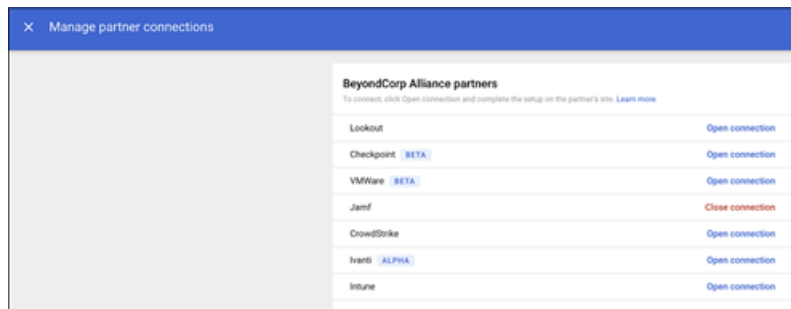 × Manage partner connections
BeyondCorp Alliance partners
To connect, click Open connection and complete the setup on the partner's site. Learn more
Lookout Open connection
Checkpoint BETA Open connection
VMWare BETA Open connection
Jamf Close connection
CrowdStrike Open connection
Ivanti ALPHA Open connection
Intune Open connection